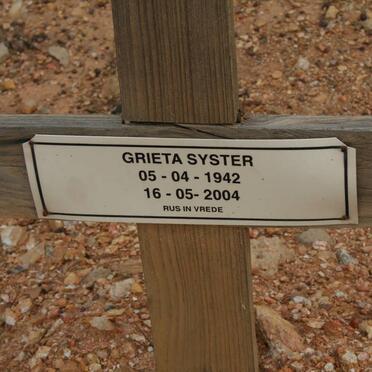 GRIETA SYSTER
05 - 04 - 1942
16 - 05- 2004
RUS IN VREDE